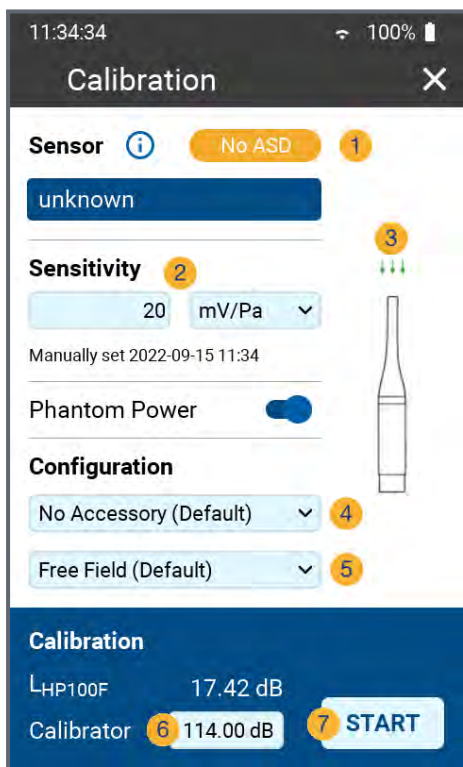 11:34:34 100%
Calibration
Sensor No ASD 1
unknown
3
Sensitivity 2
20 mV/Pa
Manually set 2022-09-15 11:34
Phantom Power
Configuration
No Accessory (Default) 4
Free Field (Default) 5
Calibration
LHP100F 17.42 dB
Calibrator 6 114.00 dB 7 START